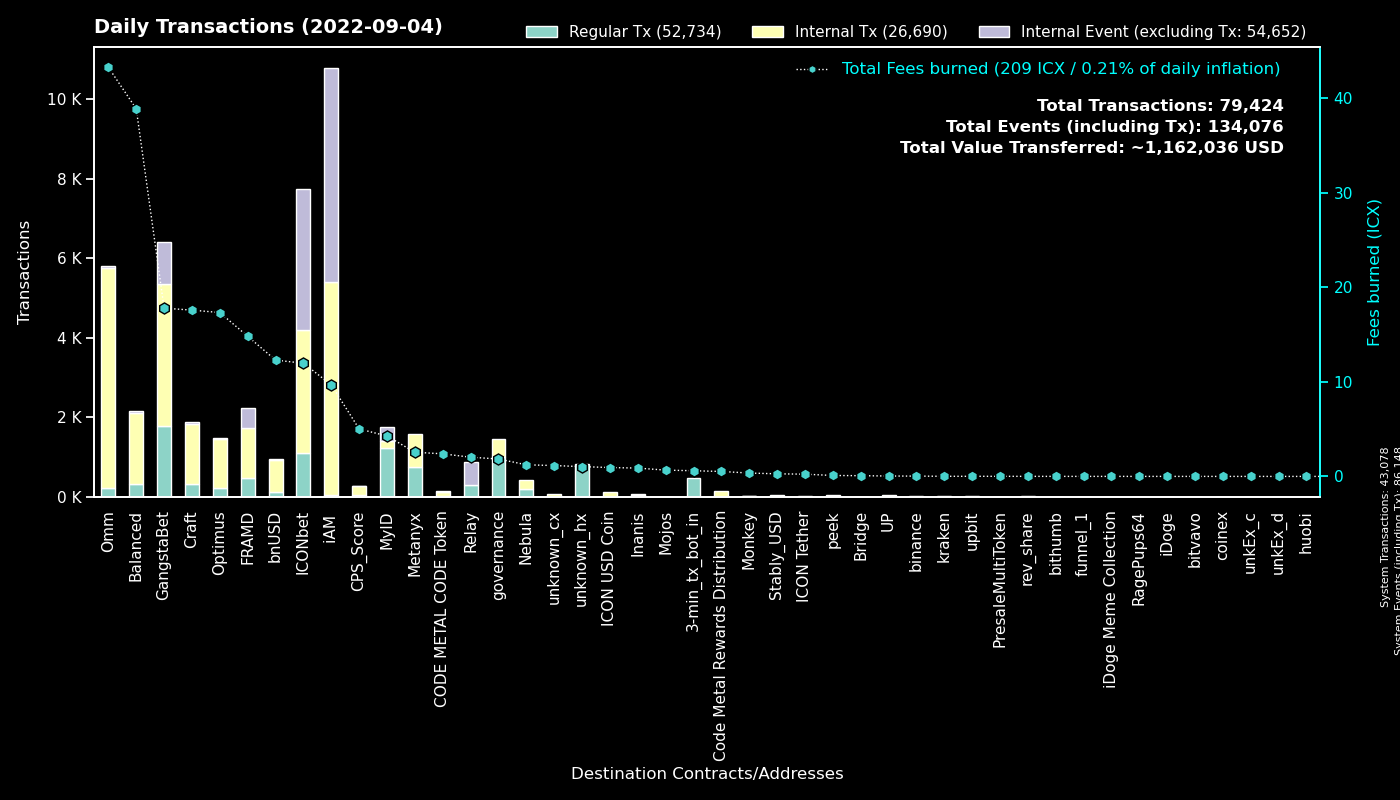 Daily Transactions (2022-09-04)
Regular Tx (52,734)
Internal Tx (26,690)
Internal Event (excluding Tx: 54,652)
Total Fees burned (209 ICX / 0.21% of daily inflation)
Total Transactions: 79,424
Total Events (including Tx): 134,076
Total Value Transferred: ~1,162,036 USD
Transactions
10 K
8 K
6 K
4 K
2 K
0 K
40
30
20
10
0
Fees burned (ICX)
Omm
Balanced
GangstaBet
Craft
Optimus
FRAMD
bnUSD
ICONbet
iAM
CPS_Score
MyID
Metanyx
CODE METAL CODE Token
Relay
governance
Nebula
unknown_cx
unknown_hx
ICON USD Coin
Inanis
Mojos
3-min_tx_bot_in
Code Metal Rewards Distribution
Monkey
Stably_USD
ICON Tether
peek
Bridge
UP
binance
kraken
upbit
PresaleMultiToken
rev_share
bithumb
funnel_1
iDoge Meme Collection
RagePups64
iDoge
bitvavo
coinex
unkEx_c
unkEx_d
huobi
Destination Contracts/Addresses
System Transactions: 43,078
System Events (including Tx): 86,148